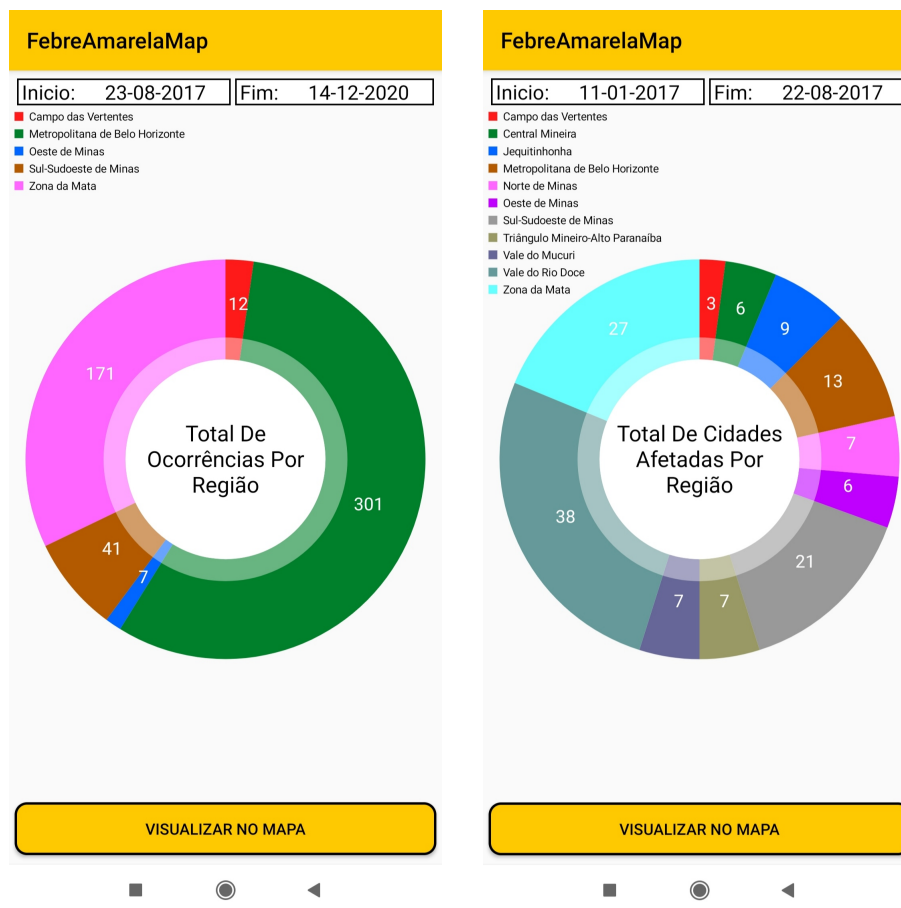 FebreAmarelaMap
Inicio: 23-08-2017 Fim: 14-12-2020
Campo das Vertentes
Metropolitana de Belo Horizonte
Oeste de Minas
Sul-Sudoeste de Minas
Zona da Mata
12
171
301
41
7
Total De
Ocorrências Por
Região
VISUALIZAR NO MAPA
FebreAmarelaMap
Inicio: 11-01-2017 Fim: 22-08-2017
Campo das Vertentes
Central Mineira
Jequitinhonha
Metropolitana de Belo Horizonte
Norte de Minas
Oeste de Minas
Sul-Sudoeste de Minas
Triângulo Mineiro-Alto Paranaíba
Vale do Mucuri
Vale do Rio Doce
Zona da Mata
3
6
9
27
13
7
6
38
21
7
7
Total De Cidades
Afetadas Por
Região
VISUALIZAR NO MAPA